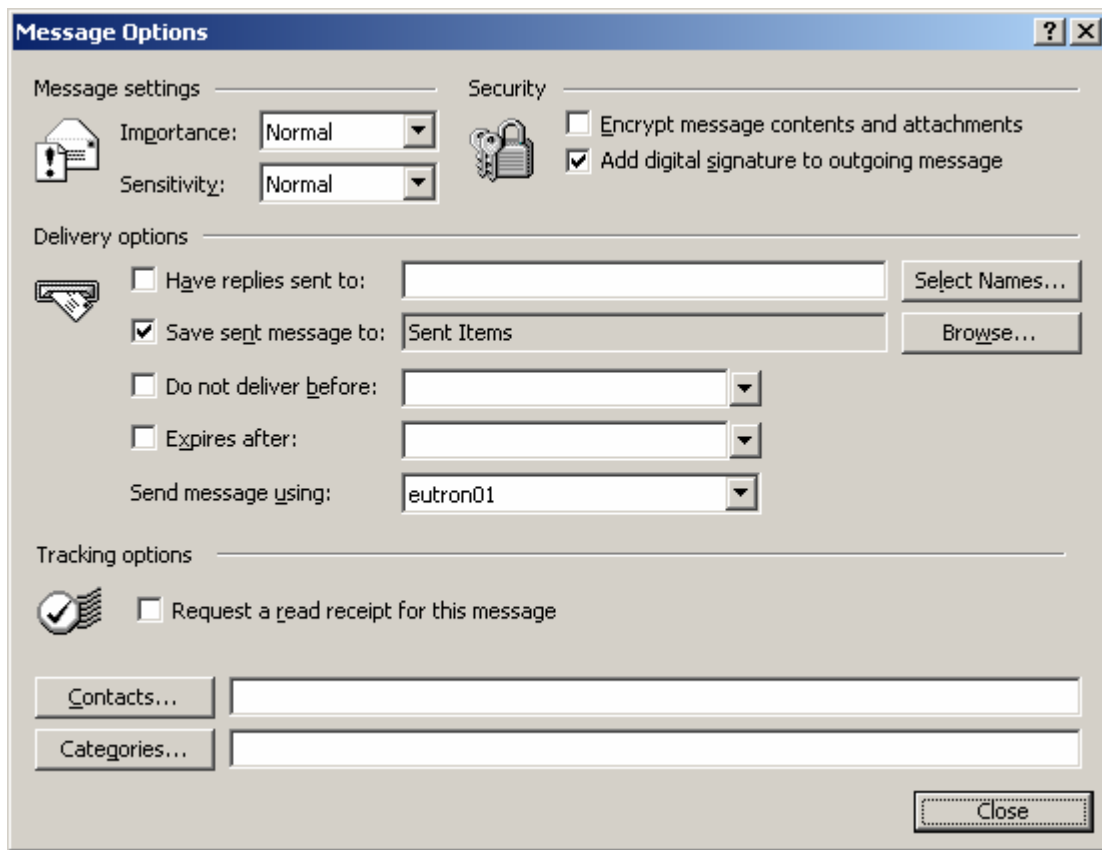 Message Options
Message settings
Importance: Normal
Sensitivity: Normal
Security
Encrypt message contents and attachments
Add digital signature to outgoing message
Delivery options
Have replies sent to: Select Names...
Save sent message to: Sent Items Browse...
Do not deliver before:
Expires after:
Send message using: eutron01
Tracking options
Request a read receipt for this message
Contacts...
Categories...
Close